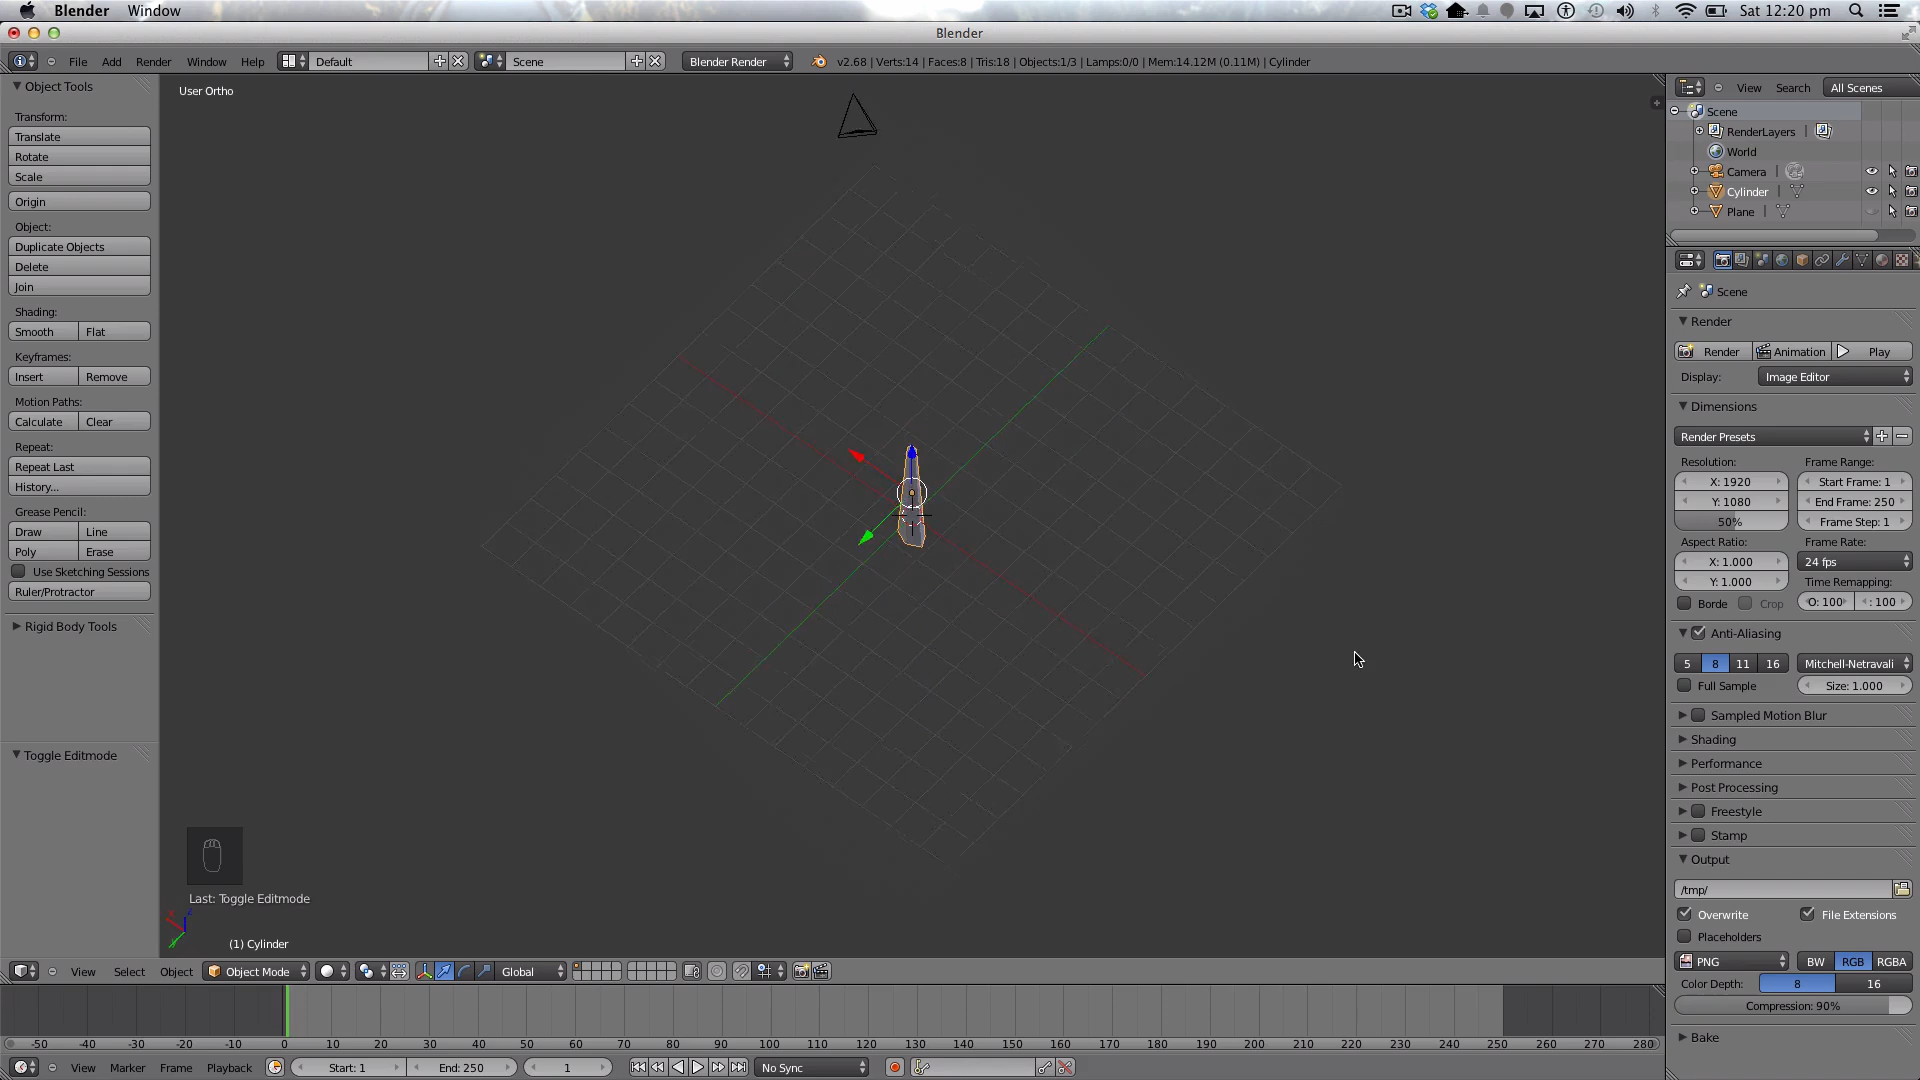 Blender Window Sat 12:20 pm
Blender
File Add Render Window Help Default Scene Blender Render v2.68 | Verts:14 | Faces:8 | Tris:18 | Objects:1/3 | Lamps:0/0 | Mem:14.12M (0.11M) | Cylinder
Object Tools
Transform:
Translate
Rotate
Scale
Origin
Object:
Duplicate Objects
Delete
Join
Shading:
Smooth Flat
Keyframes:
Insert Remove
Motion Paths:
Calculate Clear
Repeat:
Repeat Last
History...
Grease Pencil:
Draw Line
Poly Erase
Use Sketching Sessions
Ruler/Protractor
Rigid Body Tools
Toggle Editmode
User Ortho
Last: Toggle Editmode
(1) Cylinder
View Select Object Object Mode Global
-50 -40 -30 -20 -10 0 10 20 30 40 50 60 70 80 90 100 110 120 130 140 150 160 170 180 190 200 210 220 230 240 250 260 270 280
View Marker Frame Playback Start: 1 End: 250 1 No Sync
View Search All Scenes
Scene
RenderLayers
World
Camera
Cylinder
Plane
Scene
Render
Render Animation Play
Display: Image Editor
Dimensions
Render Presets
Resolution: Frame Range:
X: 1920 Start Frame: 1
Y: 1080 End Frame: 250
50% Frame Step: 1
Aspect Ratio: Frame Rate:
X: 1.000 24 fps
Y: 1.000 Time Remapping:
Borde Crop O: 100 : 100
Anti-Aliasing
5 8 11 16 Mitchell-Netravali
Full Sample Size: 1.000
Sampled Motion Blur
Shading
Performance
Post Processing
Freestyle
Stamp
Output
/tmp/
Overwrite File Extensions
Placeholders
PNG BW RGB RGBA
Color Depth: 8 16
Compression: 90%
Bake